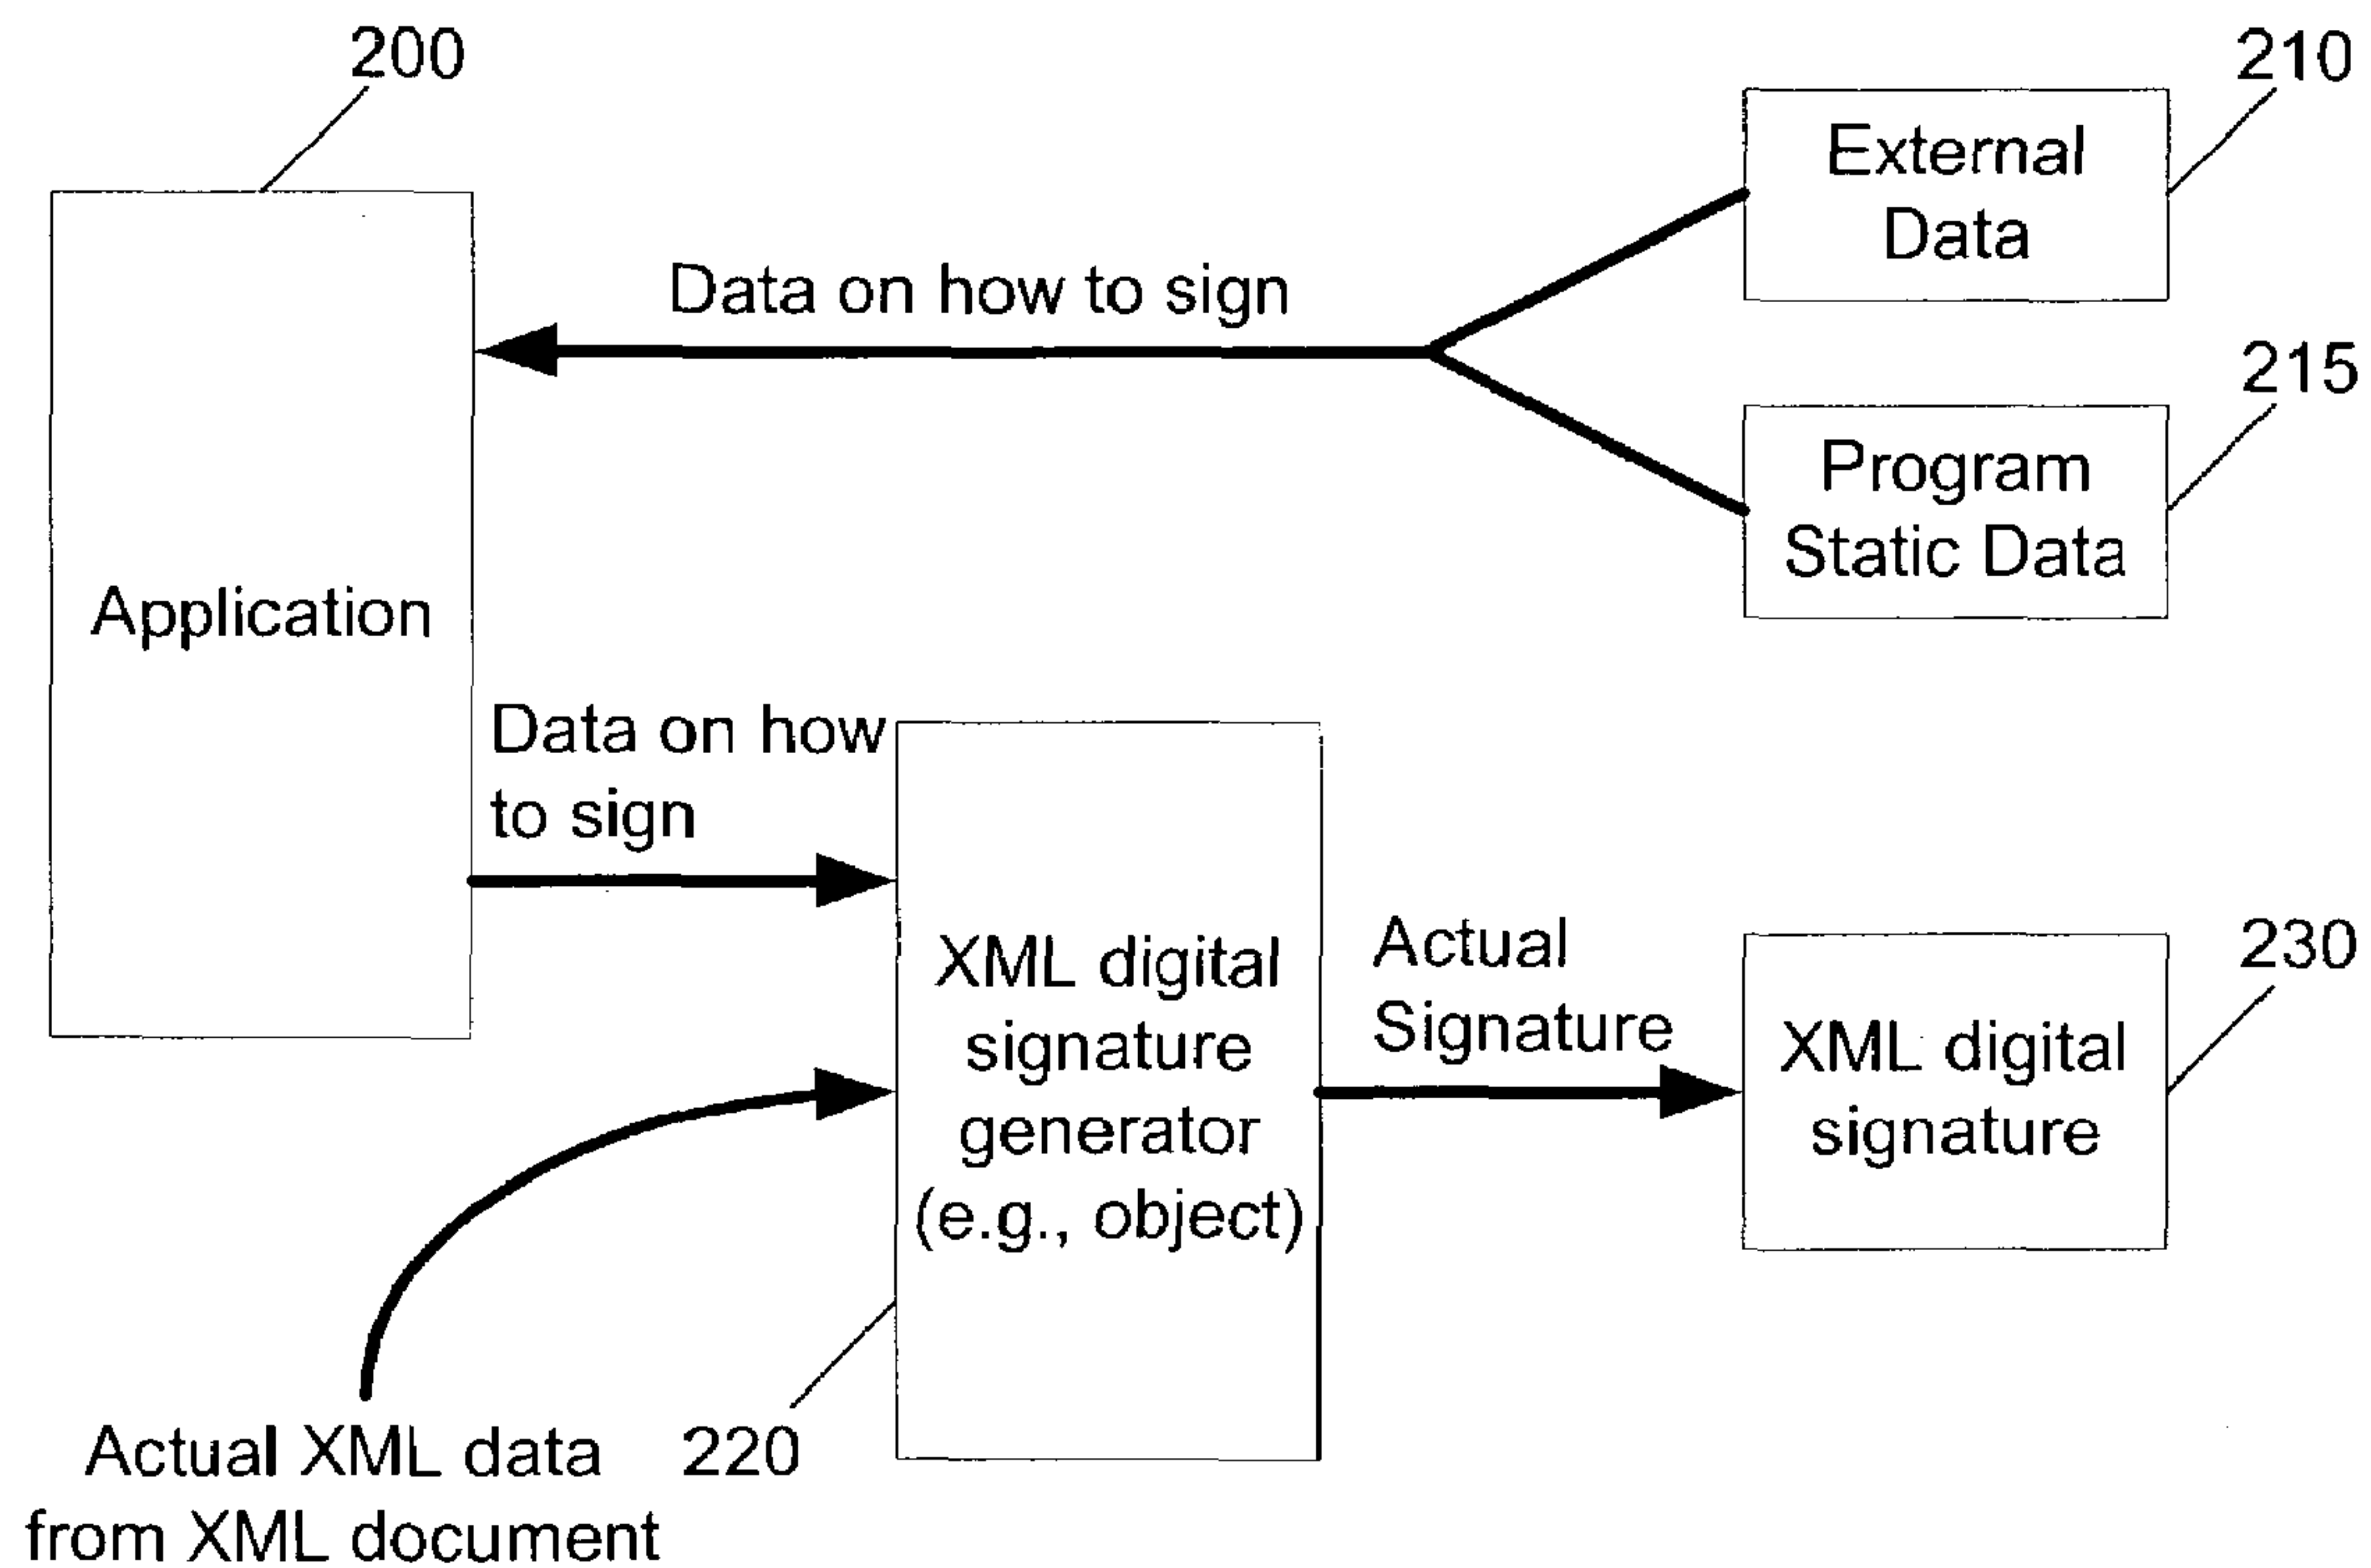 200
210
External
Data
Data on how to sign
215
Program
Static Data
Application
Data on how
to sign
XML digital
signature
generator
(e.g., object)
Actual
Signature
230
XML digital
signature
220
Actual XML data
from XML document